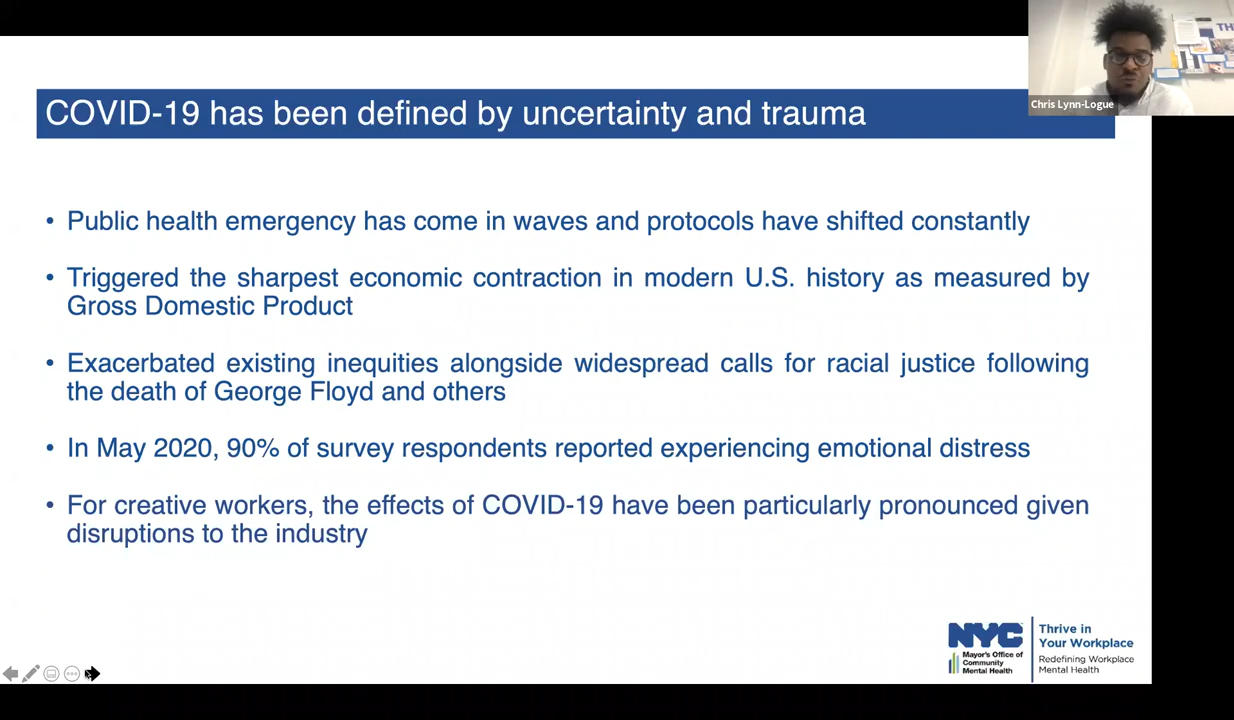 COVID-19 has been defined by uncertainty and trauma
Chris Lynn-Logue
• Public health emergency has come in waves and protocols have shifted constantly
• Triggered the sharpest economic contraction in modern U.S. history as measured by
Gross Domestic Product
• Exacerbated existing inequities alongside widespread calls for racial justice following
the death of George Floyd and others
• In May 2020, 90% of survey respondents reported experiencing emotional distress
• For creative workers, the effects of COVID-19 have been particularly pronounced given
disruptions to the industry
NYC
Mayor's Office of
Community
Mental Health
Thrive in
Your Workplace
Redefining Workplace
Mental Health